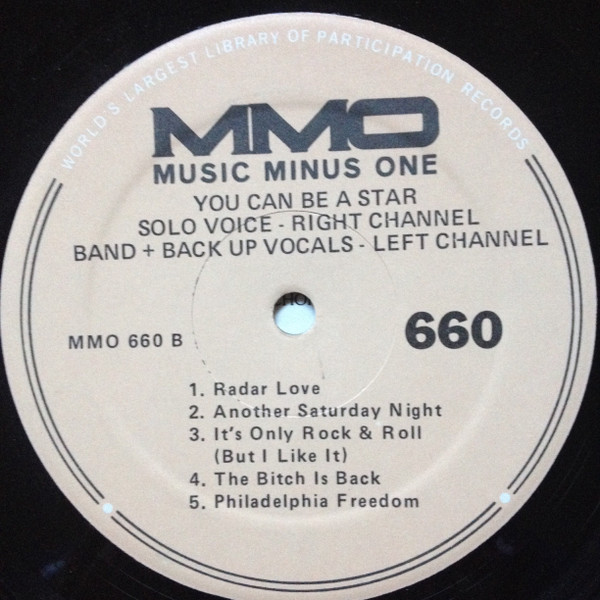 WORLD'S LARGEST LIBRARY OF PARTICIPATION RECORDS
MMO
MUSIC MINUS ONE
YOU CAN BE A STAR
SOLO VOICE - RIGHT CHANNEL
BAND + BACK UP VOCALS - LEFT CHANNEL
MMO 660 B
660
1. Radar Love
2. Another Saturday Night
3. It's Only Rock & Roll
(But I Like It)
4. The Bitch Is Back
5. Philadelphia Freedom